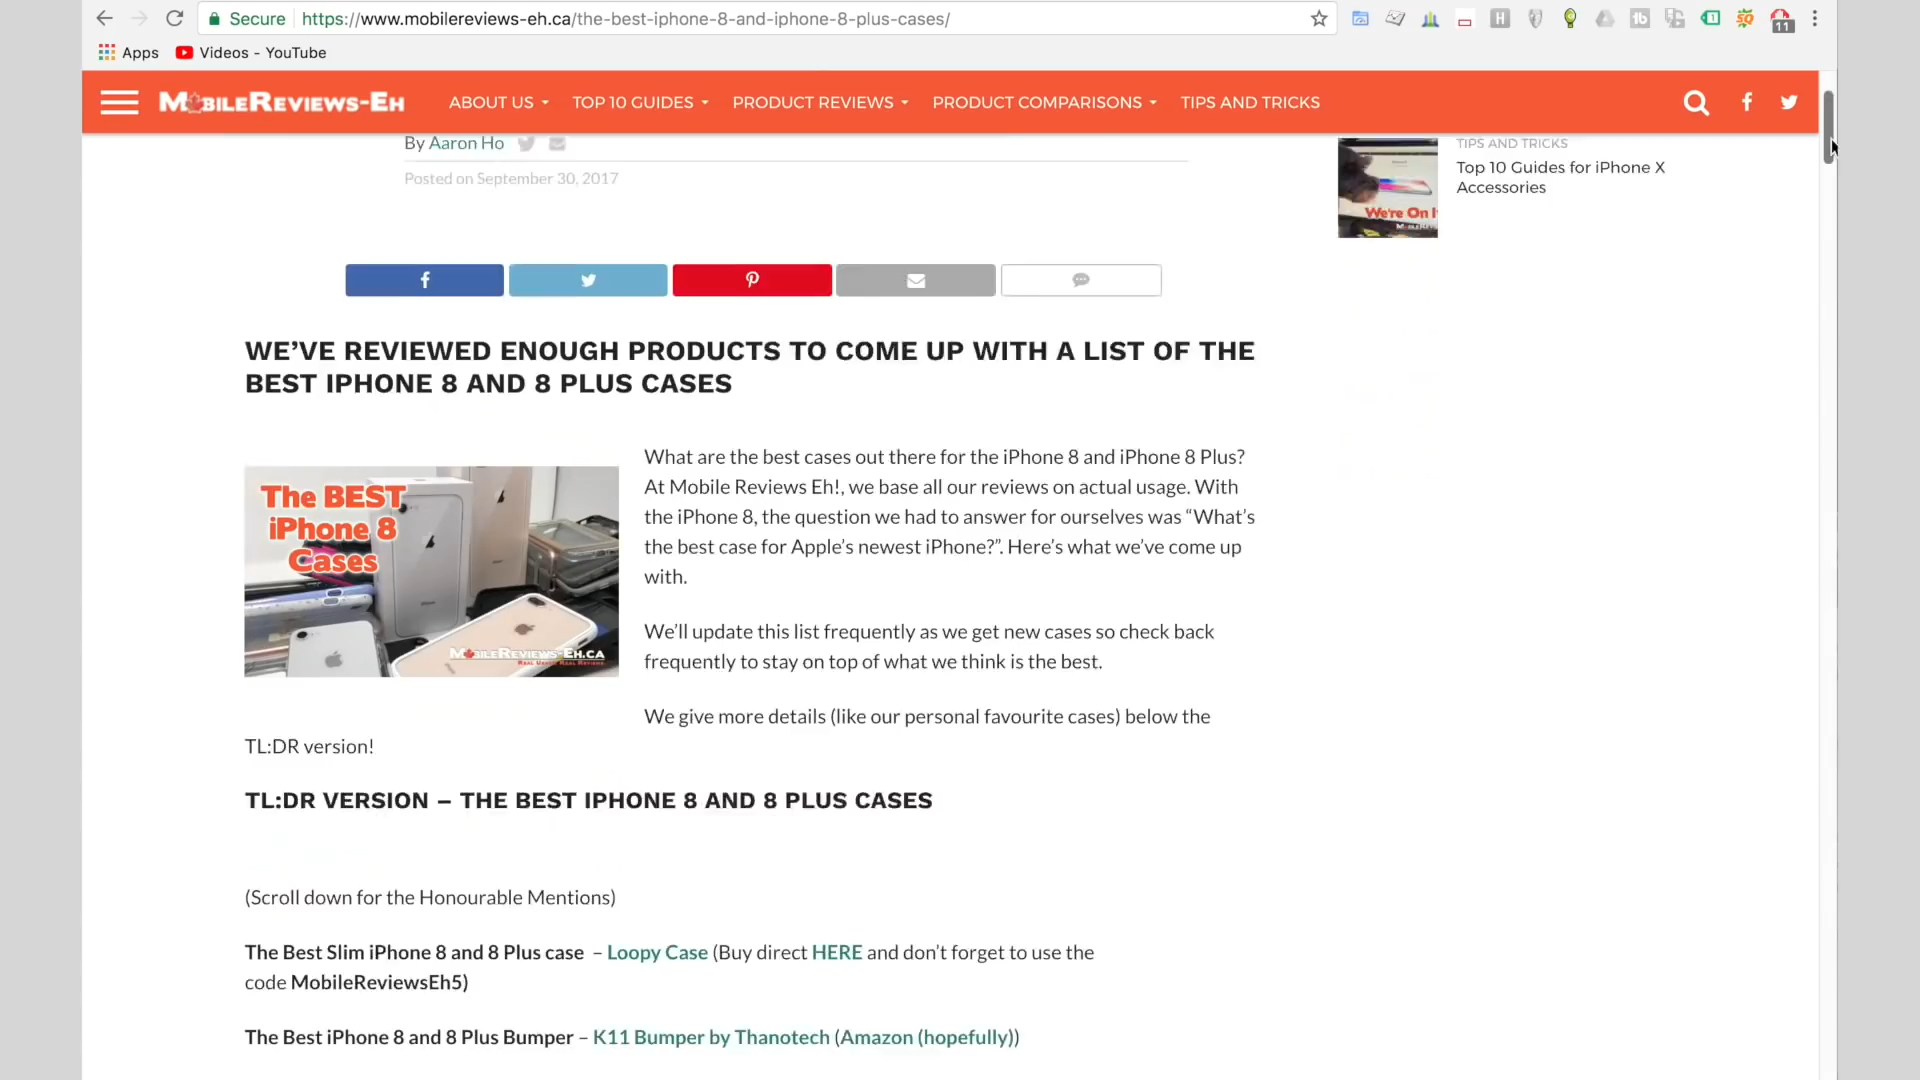 Secure https://www.mobilereviews-eh.ca/the-best-iphone-8-and-iphone-8-plus-cases/
11
Apps Videos - YouTube
MOBILEREVIEWS-EH ABOUT US TOP 10 GUIDES PRODUCT REVIEWS PRODUCT COMPARISONS TIPS AND TRICKS
By Aaron Ho
Posted on September 30, 2017
TIPS AND TRICKS
Top 10 Guides for iPhone X
Accessories
We're On I
WE'VE REVIEWED ENOUGH PRODUCTS TO COME UP WITH A LIST OF THE
BEST IPHONE 8 AND 8 PLUS CASES
The BEST
iPhone 8
Cases
MOBILEREVIEWS-EH.CA
REAL USAGE REAL REVIEWS
What are the best cases out there for the iPhone 8 and iPhone 8 Plus?
At Mobile Reviews Eh!, we base all our reviews on actual usage. With
the iPhone 8, the question we had to answer for ourselves was “What's
the best case for Apple's newest iPhone?”. Here's what we've come up
with.
We'll update this list frequently as we get new cases so check back
frequently to stay on top of what we think is the best.
We give more details (like our personal favourite cases) below the
TL:DR version!
TL:DR VERSION – THE BEST IPHONE 8 AND 8 PLUS CASES
(Scroll down for the Honourable Mentions)
The Best Slim iPhone 8 and 8 Plus case – Loopy Case (Buy direct HERE and don't forget to use the
code MobileReviewsEh5)
The Best iPhone 8 and 8 Plus Bumper – K11 Bumper by Thanotech (Amazon (hopefully))